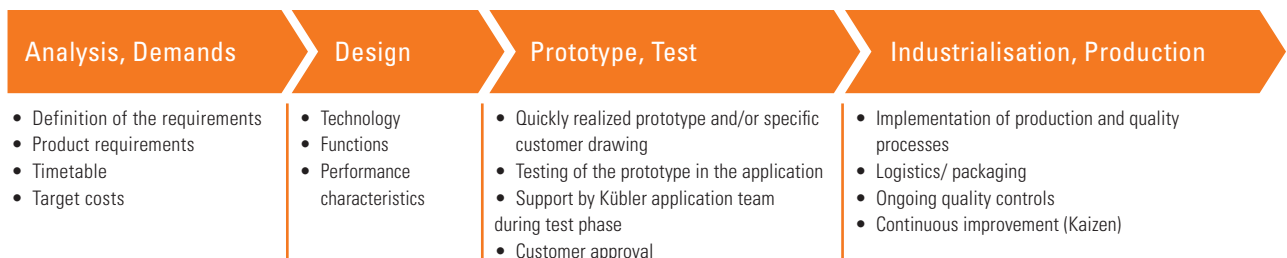 Analysis, Demands
Design
Prototype, Test
Industrialisation, Production
• Definition of the requirements
• Product requirements
• Timetable
• Target costs
• Technology
• Functions
• Performance
characteristics
• Quickly realized prototype and/or specific
customer drawing
• Testing of the prototype in the application
• Support by Kübler application team
during test phase
• Customer approval
• Implementation of production and quality
processes
• Logistics/ packaging
• Ongoing quality controls
• Continuous improvement (Kaizen)